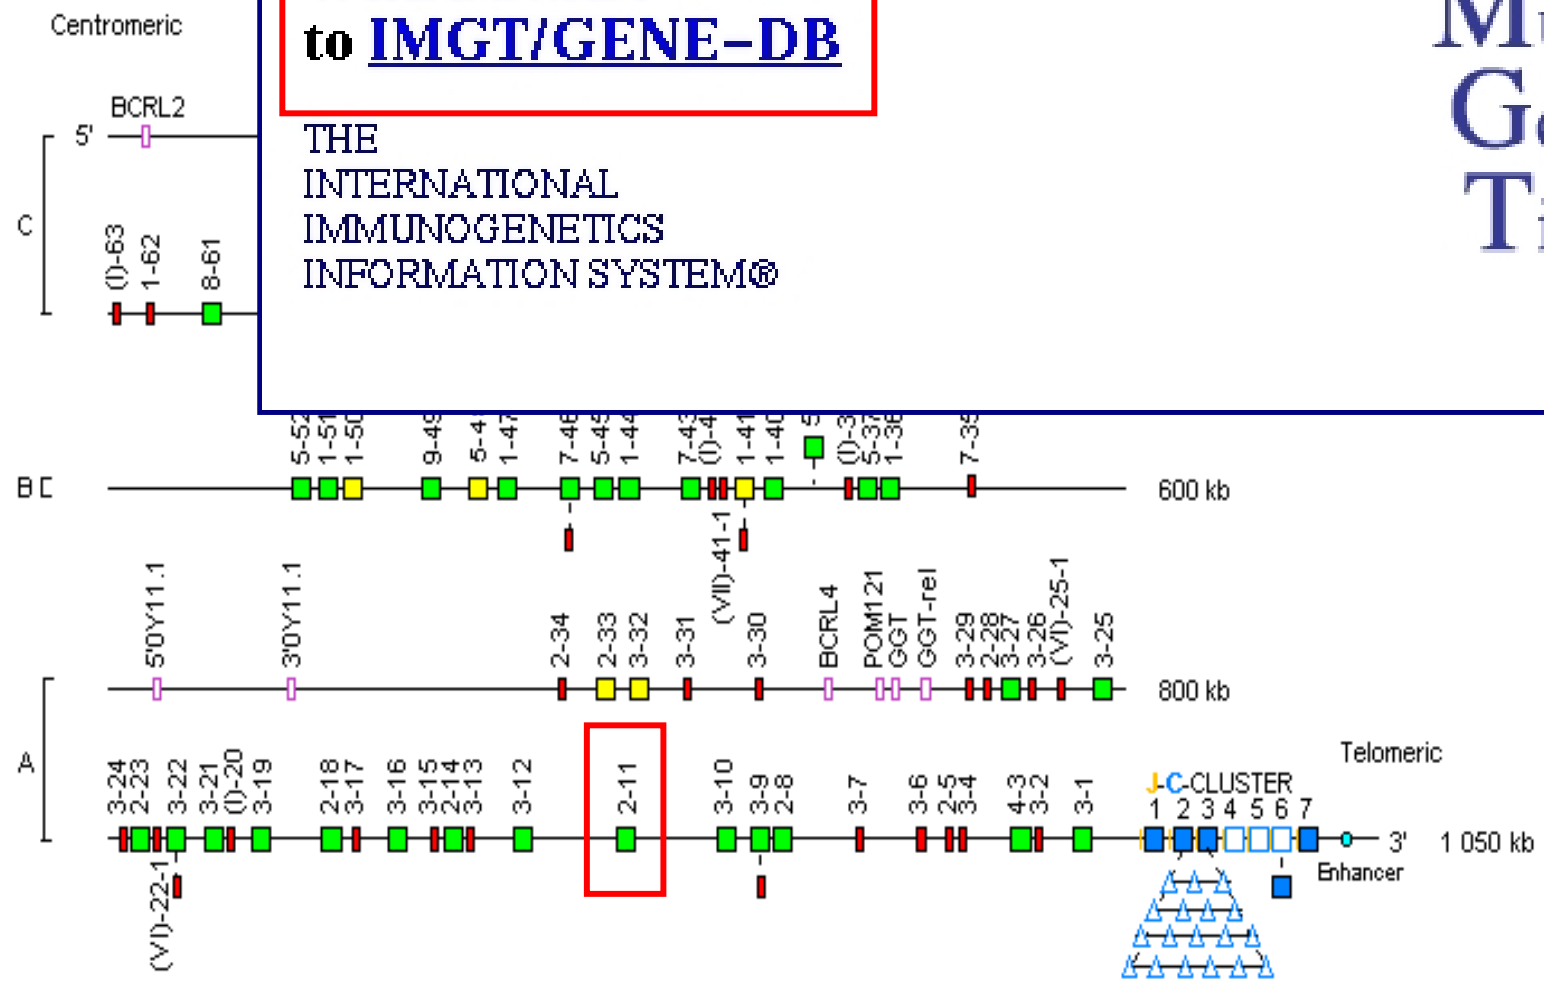 Centromeric
to IMGT/GENE-DB
BCRL2
5'
THE
INTERNATIONAL
IMMUNOGENETICS
INFORMATION SYSTEM®
C
(I)-63
1-62
8-61
5-52
1-51
1-50
9-49
1-47
7-46
5-45
1-44
7-43
1-41
1-40
5-37
1-36
7-35
B
600 kb
(VII)-41-1
5'0Y11.1
3'0Y11.1
2-34
2-33
3-32
3-31
3-30
BCRL4
POM121
GGT
GGT-rel
3-29
2-28
3-27
3-26
(VI)-25-1
3-25
800 kb
A
Telomeric
3-24
2-23
3-22
3-21
(I)-20
3-19
2-18
3-17
3-16
3-15
2-14
3-13
3-12
2-11
3-10
3-9
2-8
3-7
3-6
2-5
3-4
4-3
3-2
3-1
J-C-CLUSTER
1 2 3 4 5 6 7
3'
1 050 kb
Enhancer
(VI)-22-1